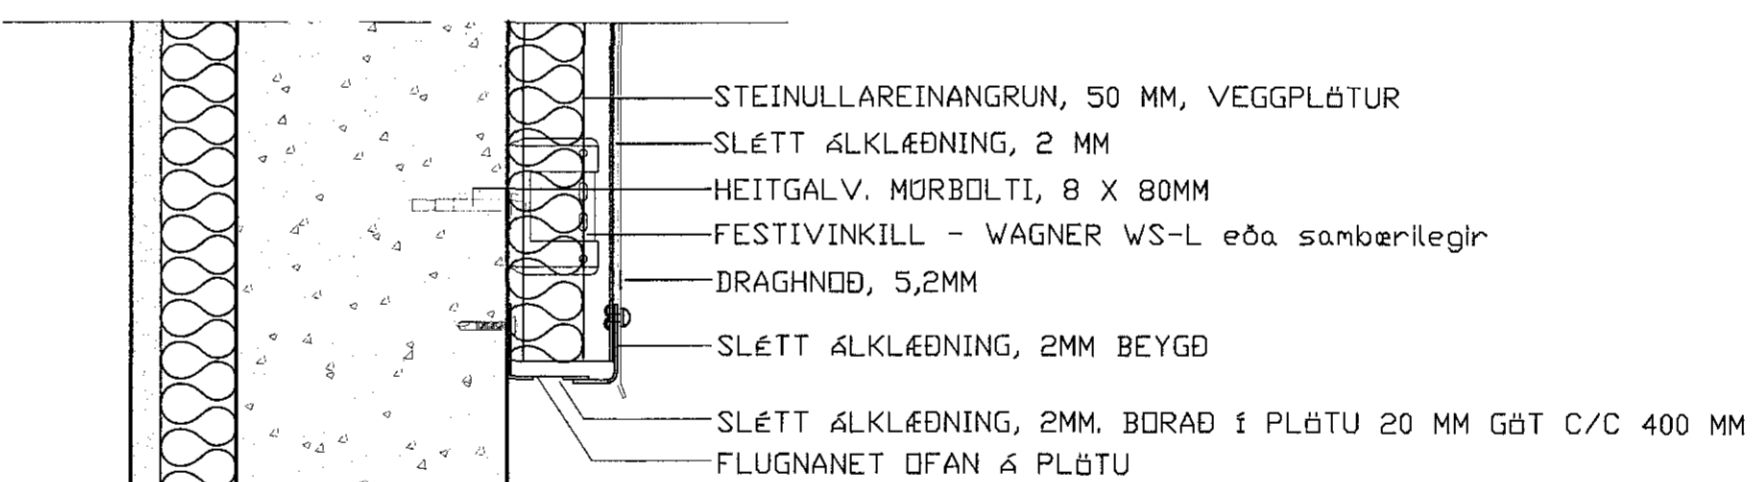 STEINULLAREINANGRUN, 50 MM, VEGGPLÖTUR
SLÉTT ÁLKLÆÐNING, 2 MM
HEITGALV. MÚRBOLTI, 8 X 80MM
FESTIVINKILL - WAGNER WS-L eða sambærilegir
DRAGHNOÐ, 5,2MM
SLÉTT ÁLKLÆÐNING, 2MM BEYGÐ
SLÉTT ÁLKLÆÐNING, 2MM. BORAÐ Í PLÖTU 20 MM GÖT C/C 400 MM
FLUGNANET OFAN Á PLÖTU